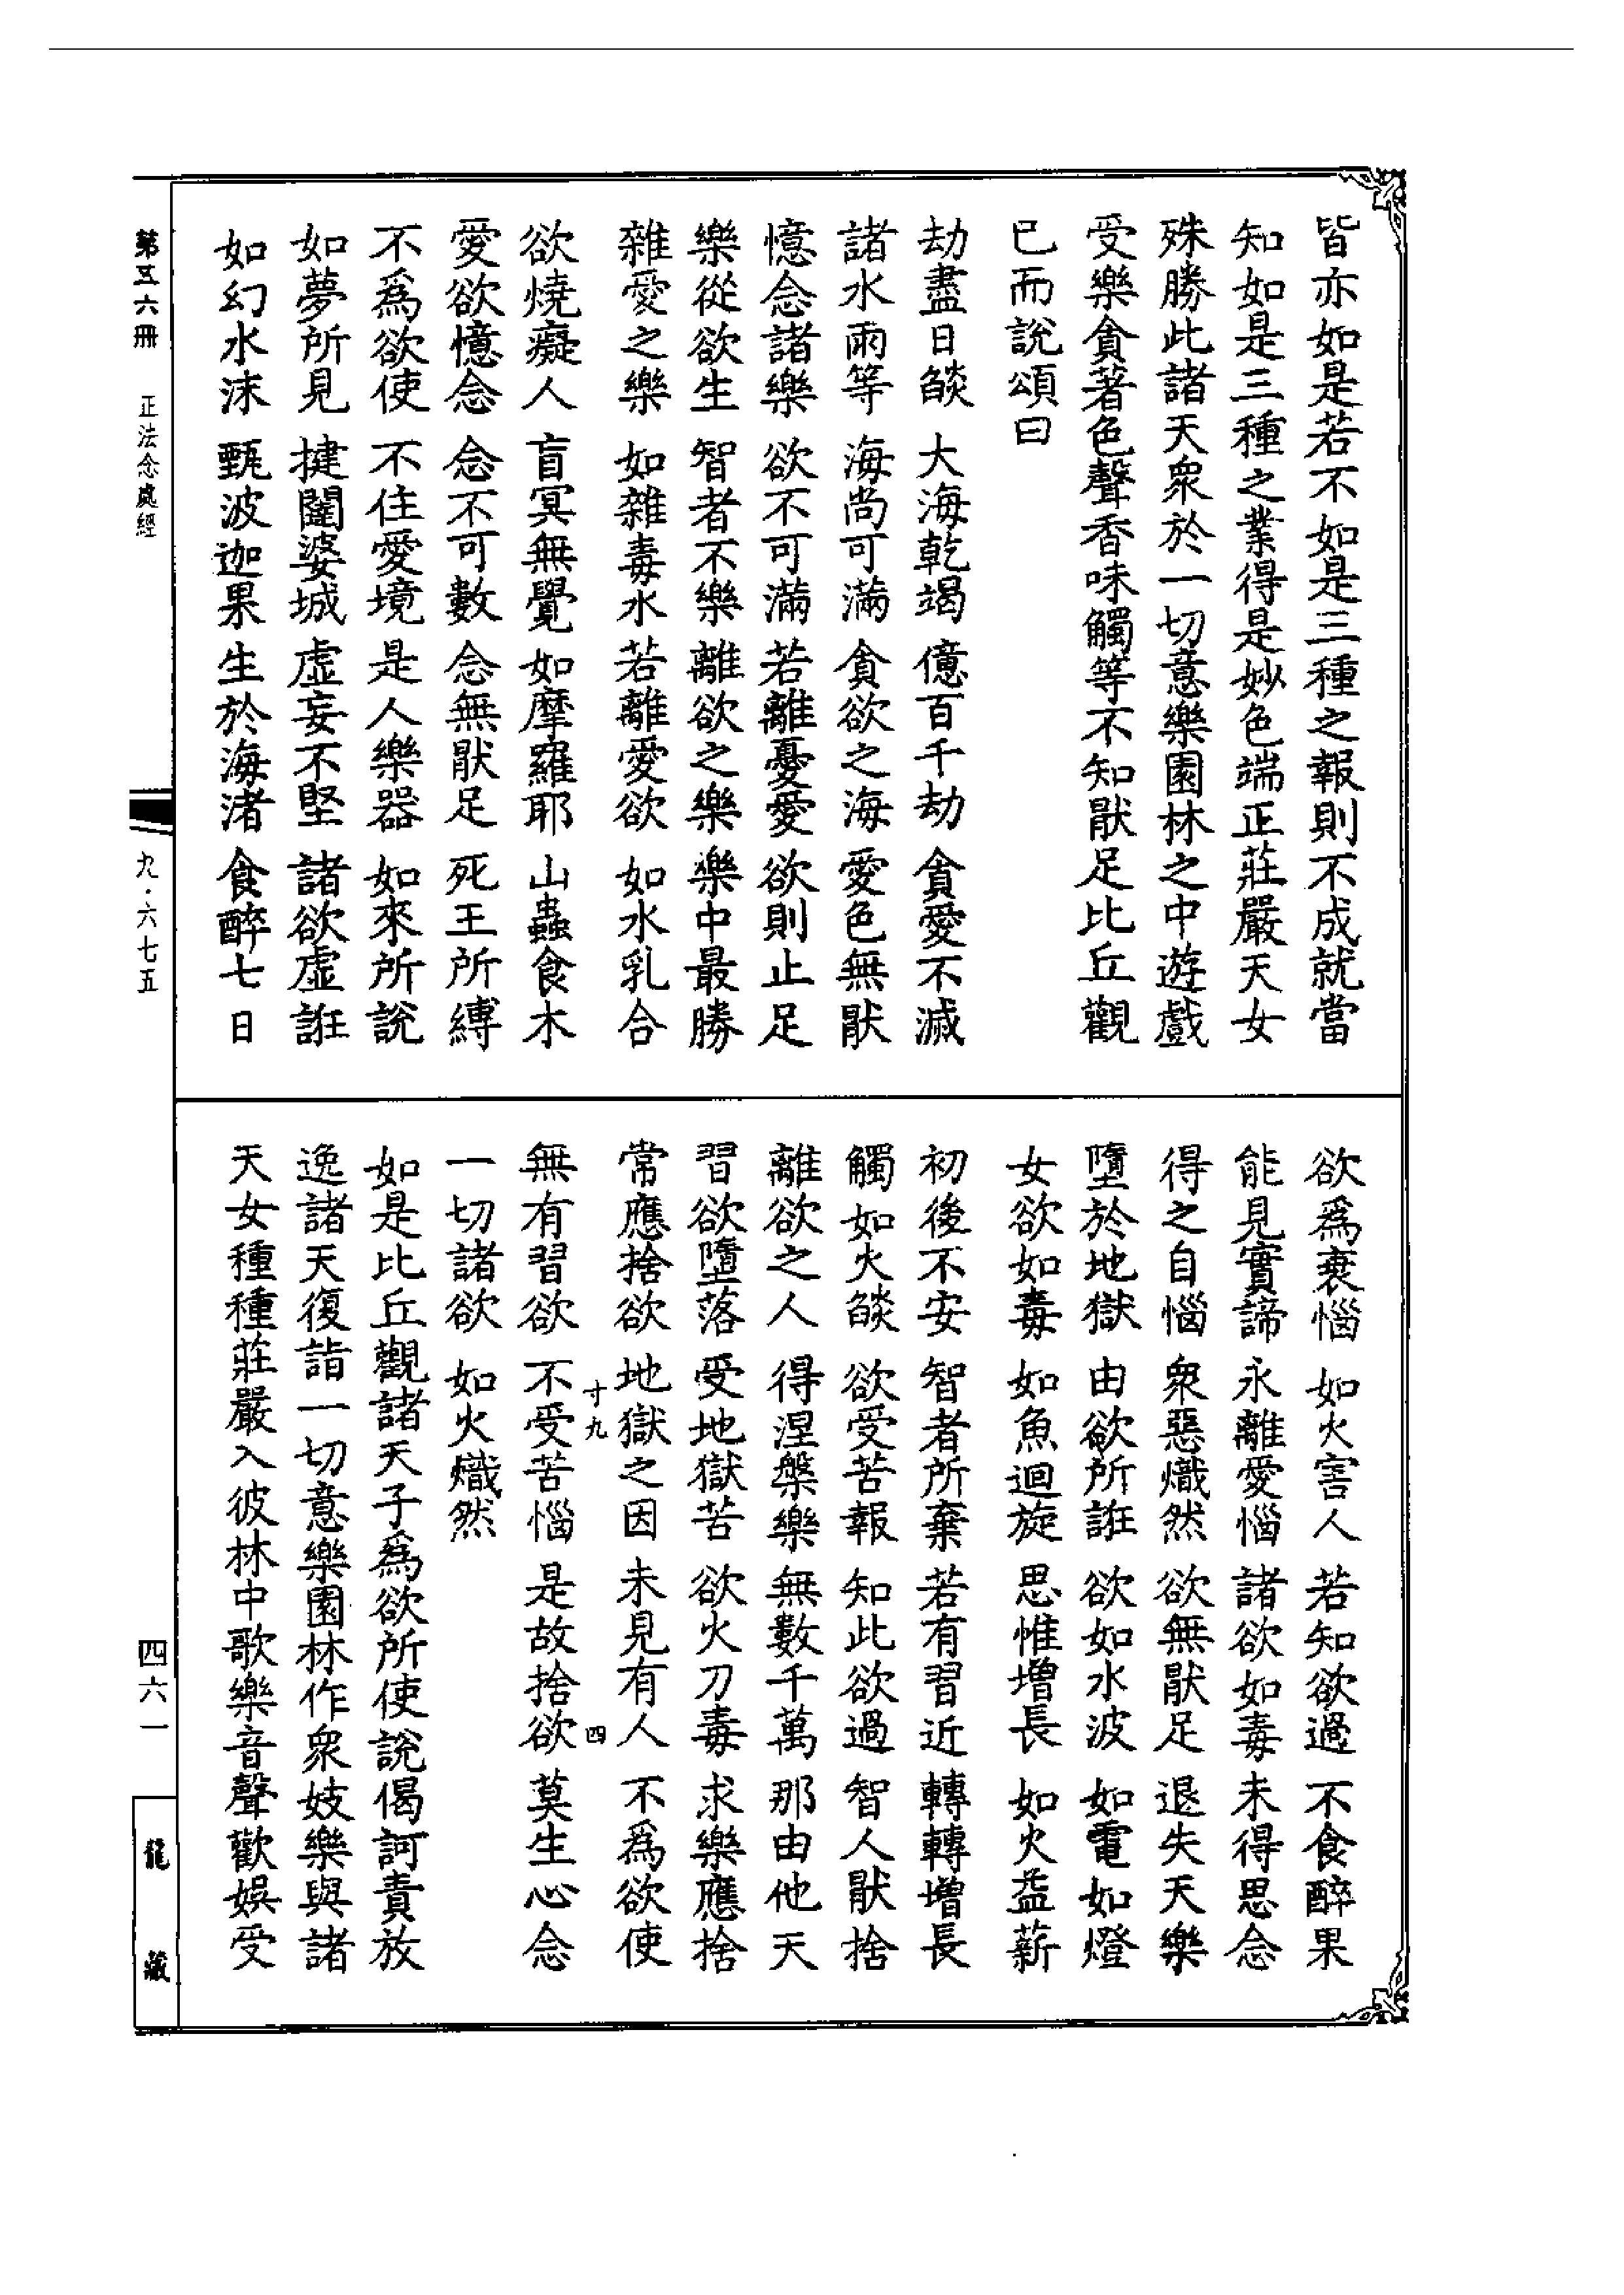 皆亦如是若不如是三種之報則不成就當
知如是三種之業得是妙色端正莊嚴天女
殊勝此諸天衆於一切意樂園林之中遊戲
受樂貪著色聲香味觸等不知猒足比丘觀
已而說頌曰
劫盡日𦦨 大海乾竭 億百千劫 貪愛不減
諸水雨等 海尚可滿 貪欲之海 愛色無猒
憶念諸樂 欲不可滿 若離憂愛 欲則止足
樂從欲生 智者不樂 離欲之樂 樂中最勝
雜愛之樂 如雜毒水 若離愛欲 如水乳合
欲燒癡人 盲冥無覺 如摩羅耶 山蟲食木
愛欲憶念 念不可數 念無猒足 死王所縛
不爲欲使 不住愛境 是人樂器 如來所說
如夢所見 揵闥婆城 虛妄不堅 諸欲虛誑
如幻水沫 甄波迦果 生於海渚 食醉七日
欲爲衰惱 如火害人 若知欲過 不食醉果
能見實諦 永離愛惱 諸欲如毒 未得思念
得之自惱 衆惡熾然 欲無猒足 退失天樂
墮於地獄 由欲所誑 欲如水波 如電如燈
女欲如毒 如魚迴旋 思惟增長 如火益薪
初後不安 智者所棄 若有習近 轉轉增長
觸如火𦦨 欲受苦報 知此欲過 智人猒捨
離欲之人 得涅槃樂 無數千萬 那由他天
習欲墮落 受地獄苦 欲火刀毒 求樂應捨
常應捨欲 地獄之因 未見有人 不爲欲使
寸九 四
無有習欲 不受苦惱 是故捨欲 莫生心念
一切諸欲 如火熾然
如是比丘觀諸天子爲欲所使說偈訶責放
逸諸天復詣一切意樂園林作衆妓樂與諸
天女種種莊嚴入彼林中歌樂音聲歡娛受
第五六冊 正法念處經 九·六七五 四六一 龍藏